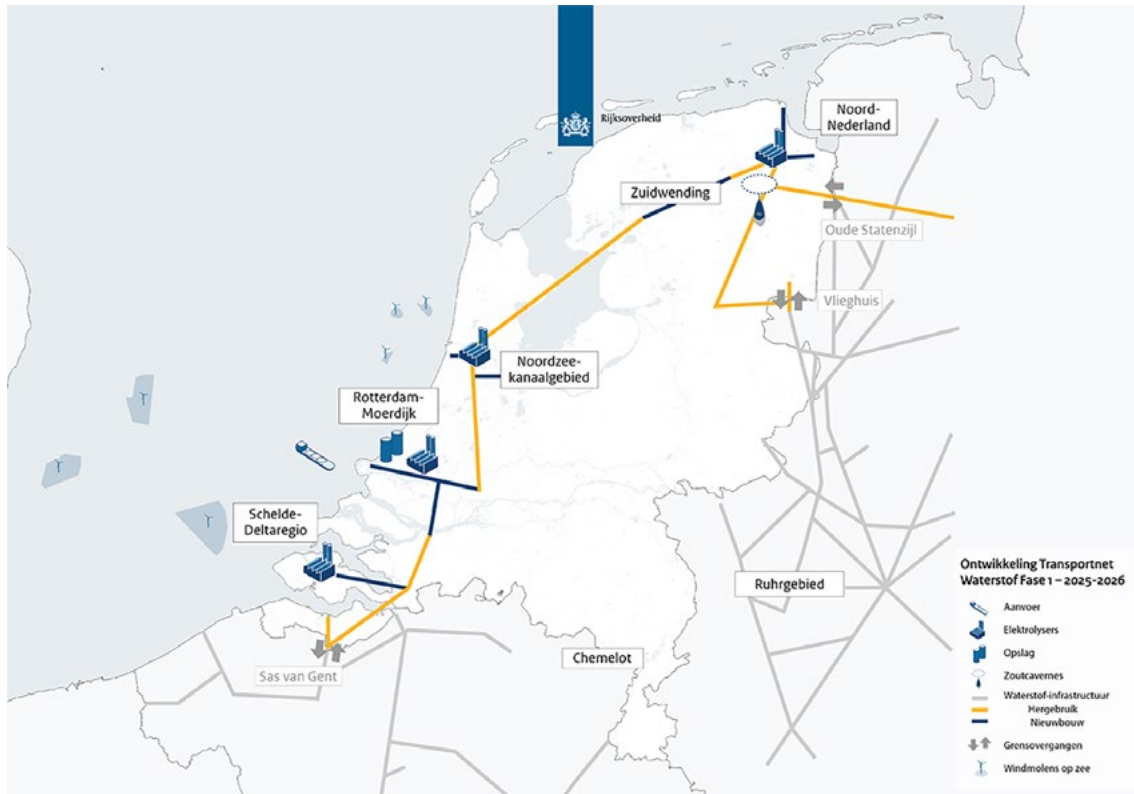 Rijksoverheid
Noord-
Nederland
Zuidwending
Oude Statenzijl
Vlieghuis
Noordzee-
kanaalgebied
Rotterdam-
Moerdijk
Schelde-
Deltaregio
Ruhrgebied
Chemelot
Sas van Gent
Ontwikkeling Transportnet
Waterstof Fase 1 – 2025-2026
Aanvoer
Elektrolysers
Opslag
Zoutcavernes
Waterstof-infrastructuur
Hergebruik
Nieuwbouw
Grensovergangen
Windmolens op zee